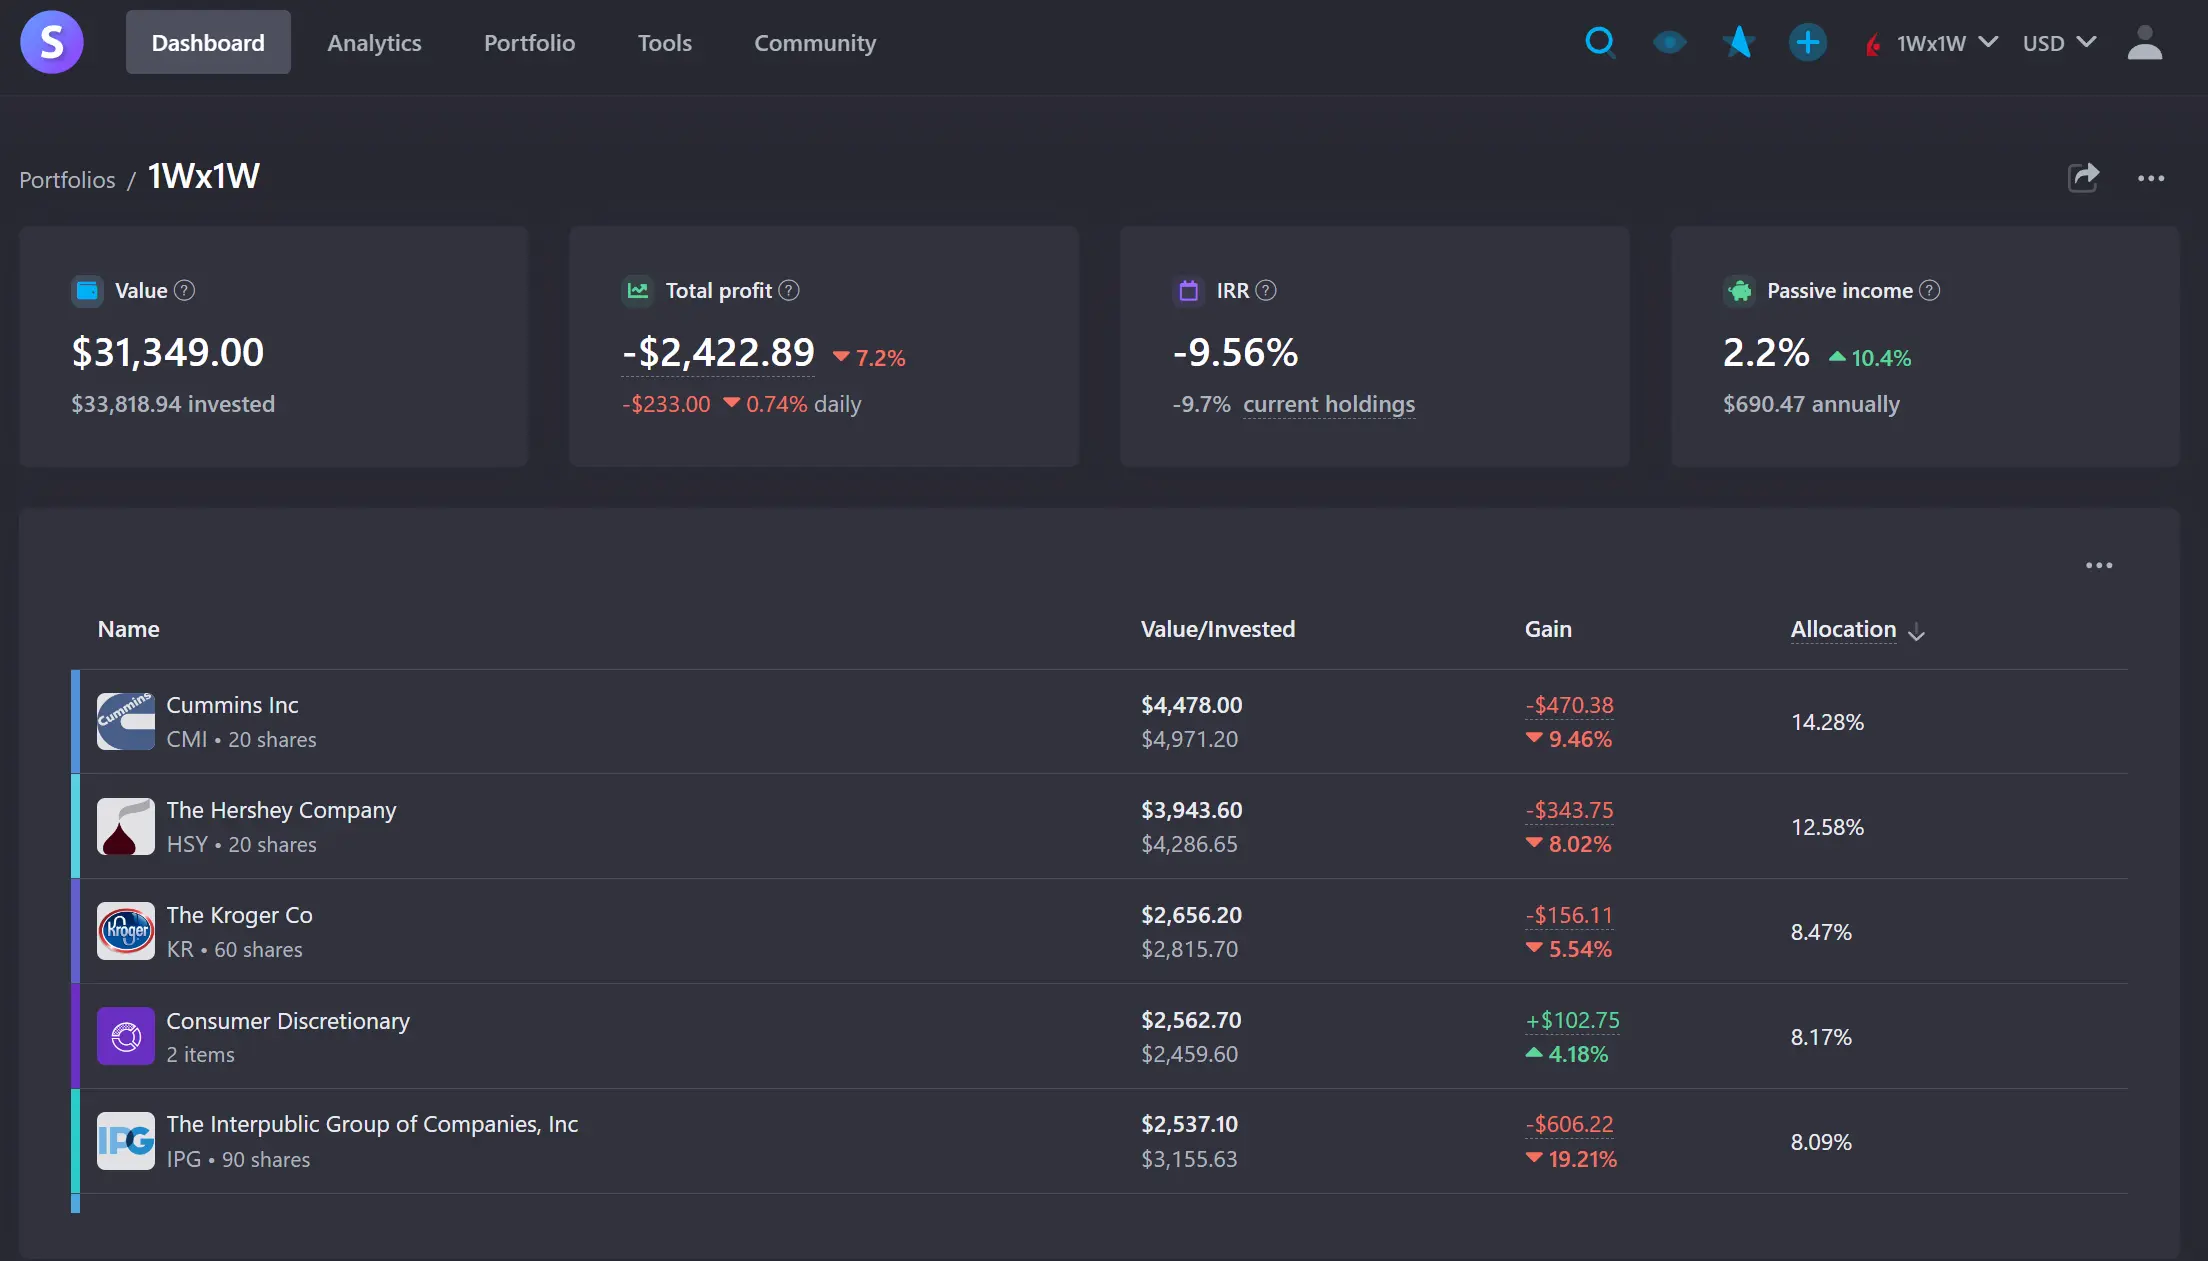 S Dashboard Analytics Portfolio Tools Community 1Wx1W USD
Portfolios / 1Wx1W
Value ? Total profit ? IRR ? Passive income ?
$31,349.00 -$2,422.89 7.2% -9.56% 2.2% 10.4%
$33,818.94 invested -$233.00 0.74% daily -9.7% current holdings $690.47 annually
Name Value/Invested Gain Allocation
Cummins Cummins Inc $4,478.00 -$470.38
CMI • 20 shares $4,971.20 9.46% 14.28%
The Hershey Company $3,943.60 -$343.75
HSY • 20 shares $4,286.65 8.02% 12.58%
Kroger The Kroger Co $2,656.20 -$156.11
KR • 60 shares $2,815.70 5.54% 8.47%
Consumer Discretionary $2,562.70 +$102.75
2 items $2,459.60 4.18% 8.17%
IPG The Interpublic Group of Companies, Inc $2,537.10 -$606.22
IPG • 90 shares $3,155.63 19.21% 8.09%